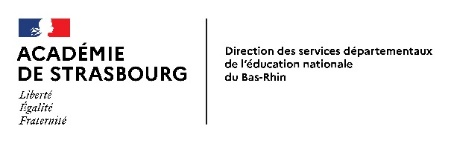 ACADÉMIE
DE STRASBOURG
Liberté
Égalité
Fraternité
Direction des services départementaux
de l'éducation nationale
du Bas-Rhin